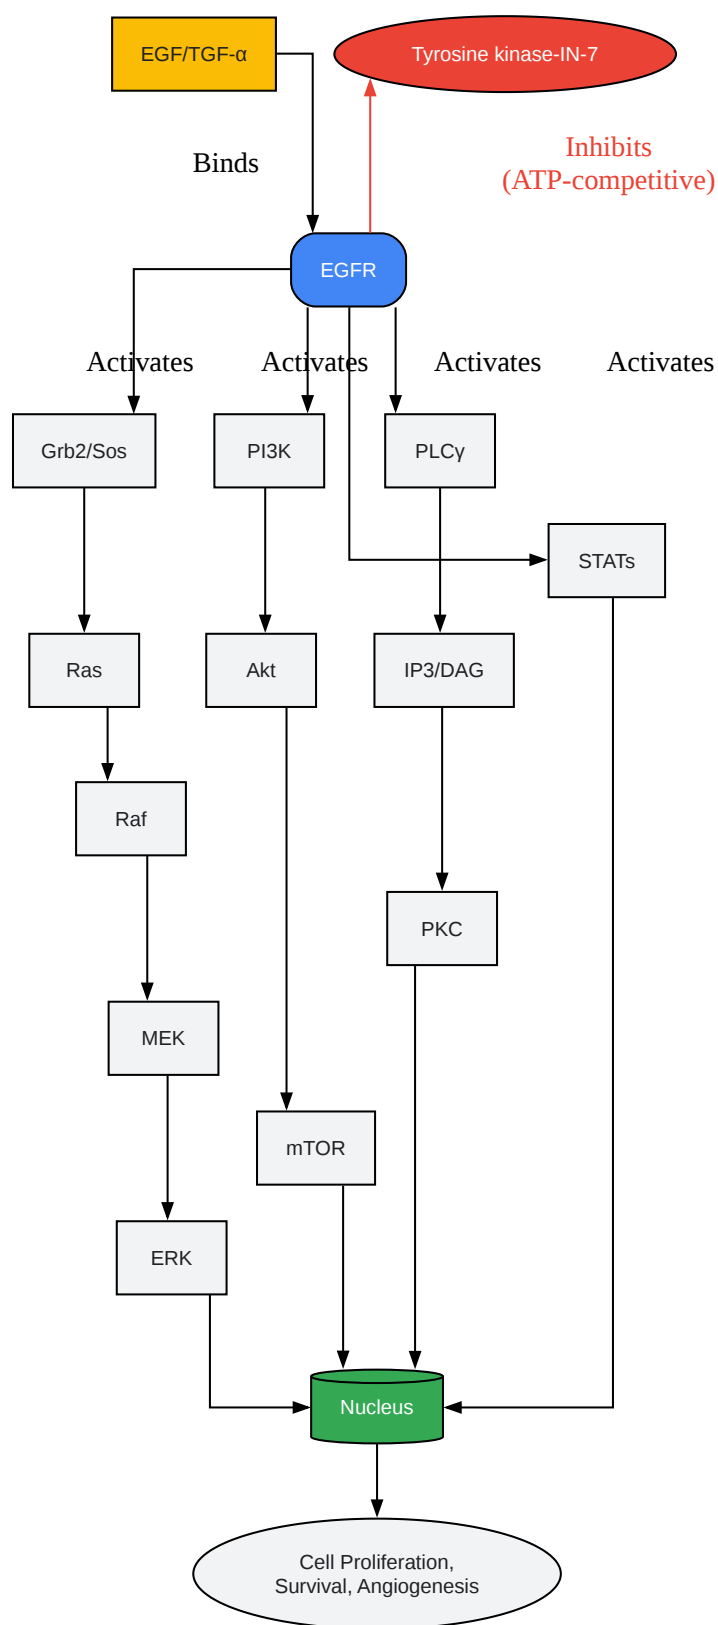 EGF/TGF-α
Tyrosine kinase-IN-7
Binds
Inhibits
(ATP-competitive)
EGFR
Activates
Activates
Activates
Activates
Grb2/Sos
PI3K
PLCγ
STATs
Ras
Akt
IP3/DAG
Raf
PKC
MEK
mTOR
ERK
Nucleus
Cell Proliferation,
Survival, Angiogenesis